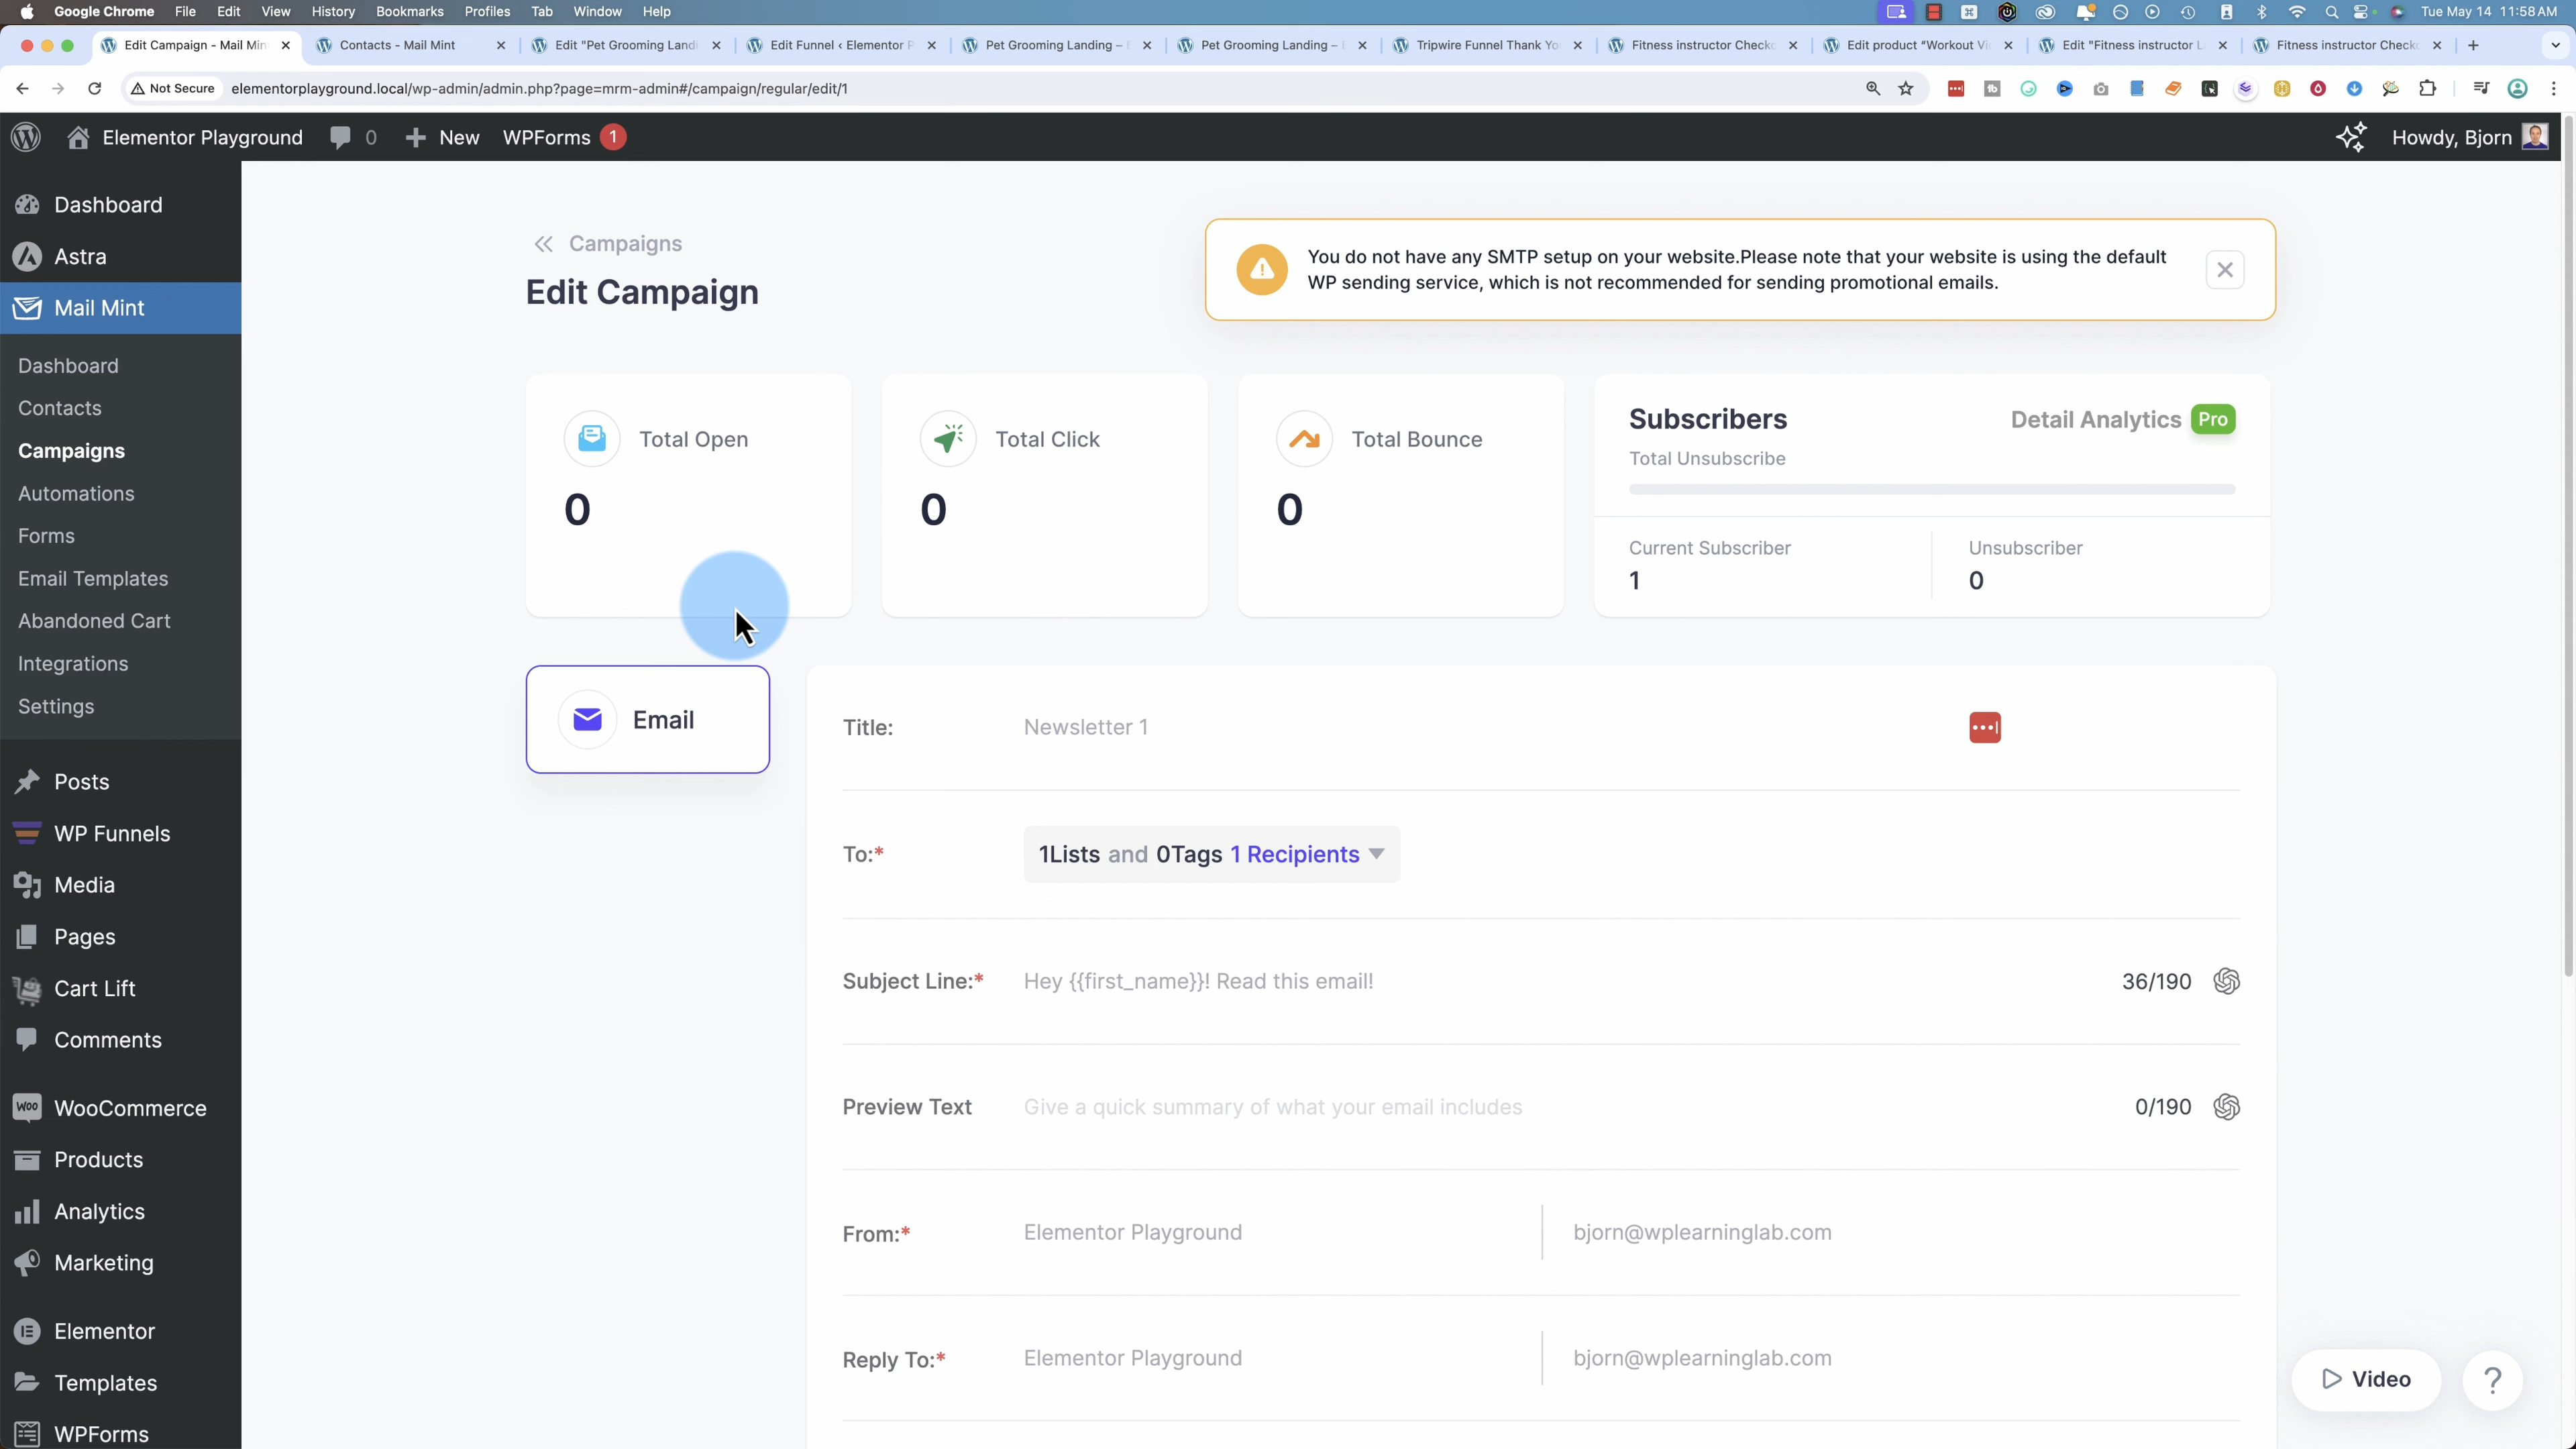 Google Chrome File Edit View History Bookmarks Profiles Tab Window Help Tue May 14 11:58 AM
Edit Campaign - Mail Min Contacts - Mail Mint Edit "Pet Grooming Landi Edit Funnel ‹ Elementor P Pet Grooming Landing – Pet Grooming Landing – Tripwire Funnel Thank Yo Fitness instructor Checko Edit product "Workout Vi Edit "Fitness instructor L Fitness instructor Checko
Not Secure elementorplayground.local/wp-admin/admin.php?page=mrm-admin#/campaign/regular/edit/1
Elementor Playground 0 New WPForms 1 Howdy, Bjorn
Dashboard
Astra
Mail Mint
Dashboard
Contacts
Campaigns
Automations
Forms
Email Templates
Abandoned Cart
Integrations
Settings
Posts
WP Funnels
Media
Pages
Cart Lift
Comments
WOO WooCommerce
Products
Analytics
Marketing
Elementor
Templates
WPForms
Campaigns
Edit Campaign
You do not have any SMTP setup on your website.Please note that your website is using the default
WP sending service, which is not recommended for sending promotional emails.
Total Open
0
Total Click
0
Total Bounce
0
Subscribers Detail Analytics Pro
Total Unsubscribe
Current Subscriber Unsubscriber
1 0
Email
Title: Newsletter 1
To:* 1Lists and 0Tags 1 Recipients
Subject Line:* Hey {{first_name}}! Read this email! 36/190
Preview Text Give a quick summary of what your email includes 0/190
From:* Elementor Playground bjorn@wplearninglab.com
Reply To:* Elementor Playground bjorn@wplearninglab.com
Video ?